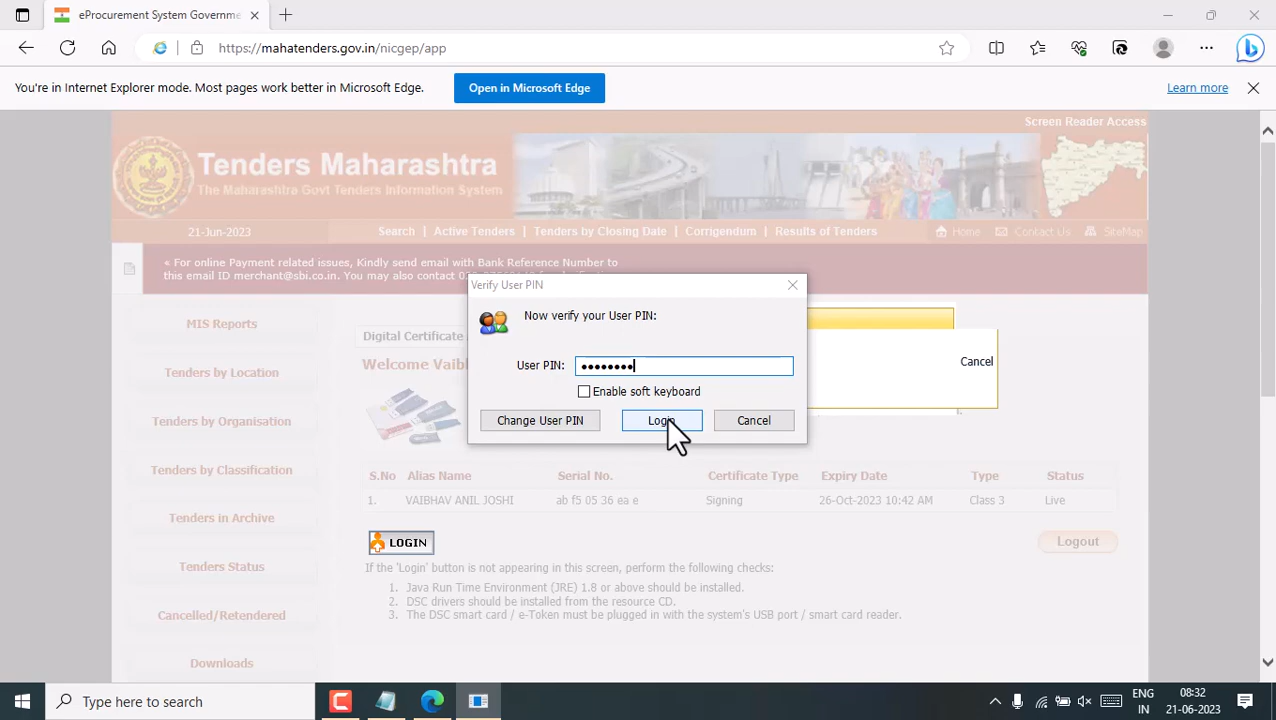 eProcurement System Governme
https://mahatenders.gov.in/nicgep/app
You're in Internet Explorer mode. Most pages work better in Microsoft Edge.
Open in Microsoft Edge
Learn more
Screen Reader Access
Tenders Maharashtra
The Maharashtra Govt Tenders Information System
21-Jun-2023
Search | Active Tenders | Tenders by Closing Date | Corrigendum | Results of Tenders
Home Contact Us SiteMap
« For online Payment related issues, Kindly send email with Bank Reference Number to
this email ID merchant@sbi.co.in. You may also contact
Verify User PIN
Now verify your User PIN:
User PIN:
Enable soft keyboard
Change User PIN
Login
Cancel
Cancel
MIS Reports
Tenders by Location
Tenders by Organisation
Tenders by Classification
Tenders in Archive
Tenders Status
Cancelled/Retendered
Downloads
Digital Certificate
Welcome Vaib
S.No Alias Name Serial No. Certificate Type Expiry Date Type Status
1. VAIBHAV ANIL JOSHI ab f5 05 36 ea e Signing 26-Oct-2023 10:42 AM Class 3 Live
LOGIN
Logout
If the 'Login' button is not appearing in this screen, perform the following checks:
1. Java Run Time Environment (JRE) 1.8 or above should be installed.
2. DSC drivers should be installed from the resource CD.
3. The DSC smart card / e-Token must be plugged in with the system's USB port / smart card reader.
Type here to search
ENG
IN
08:32
21-06-2023